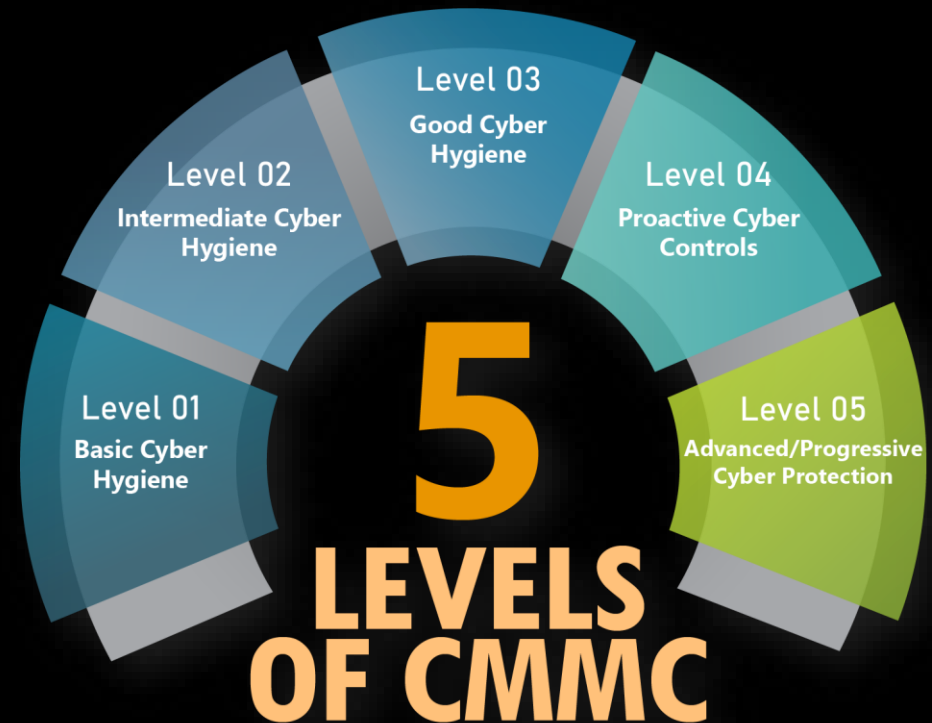 Level 01
Basic Cyber
Hygiene
Level 02
Intermediate Cyber
Hygiene
Level 03
Good Cyber
Hygiene
Level 04
Proactive Cyber
Controls
Level 05
Advanced/Progressive
Cyber Protection
5
LEVELS
OF CMMC